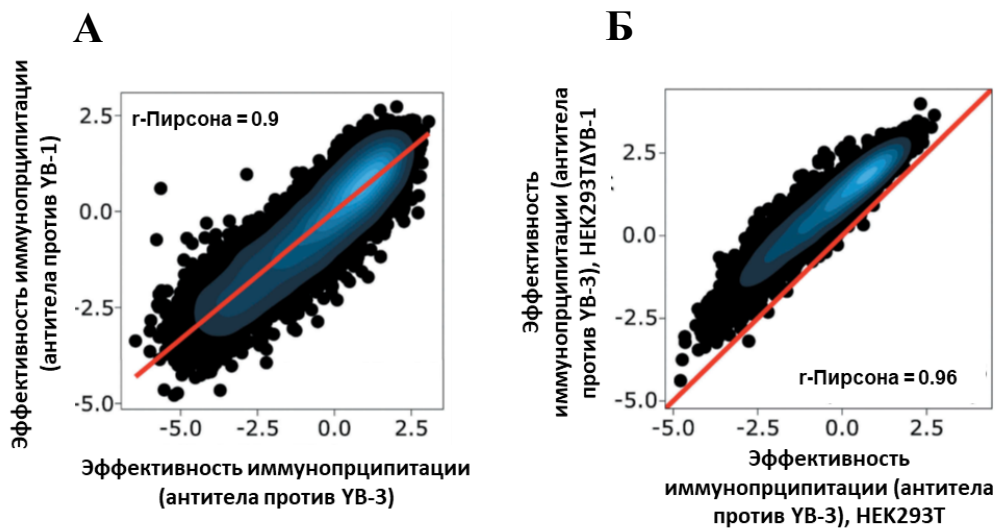 А
Эффективность иммунопрципитации
(антитела против YB-1)
2.5
0.0
-2.5
-5.0
r-Пирсона = 0.9
-5.0
-2.5
0.0
2.5
Эффективность иммунопрципитации
(антитела против YB-3)
Б
Эффективность
иммунопрципитации (антитела
против YB-3), HEK293TΔYB-1
2.5
0.0
-2.5
-5.0
r-Пирсона = 0.96
-5.0
-2.5
0.0
2.5
Эффективность
иммунопрципитации (антитела
против YB-3), HEK293T